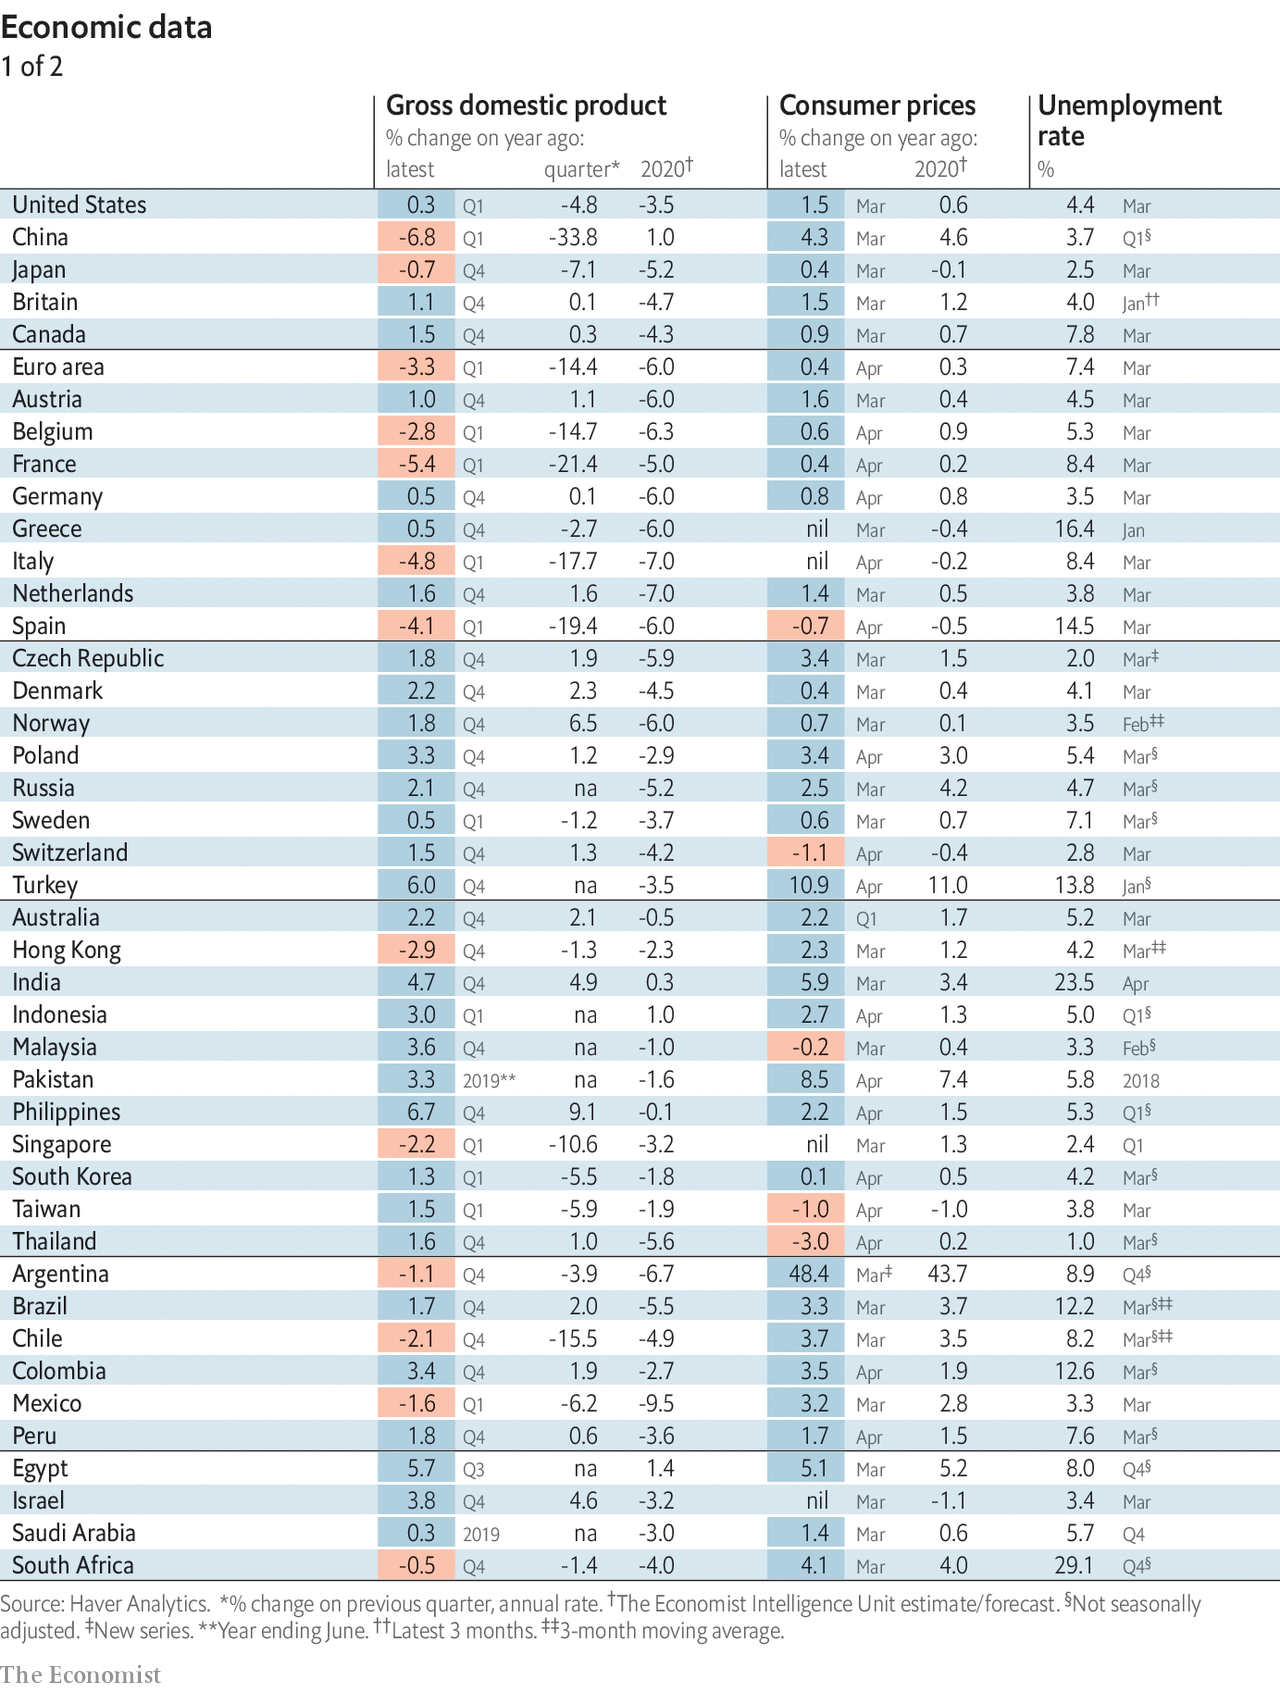 Economic data
1 of 2
Gross domestic product Consumer prices Unemployment
% change on year ago: % change on year ago: rate
latest quarter* 2020† latest 2020† %
United States 0.3 Q1 -4.8 -3.5 1.5 Mar 0.6 4.4 Mar
China -6.8 Q1 -33.8 1.0 4.3 Mar 4.6 3.7 Q1§
Japan -0.7 Q4 -7.1 -5.2 0.4 Mar -0.1 2.5 Mar
Britain 1.1 Q4 0.1 -4.7 1.5 Mar 1.2 4.0 Jan††
Canada 1.5 Q4 0.3 -4.3 0.9 Mar 0.7 7.8 Mar
Euro area -3.3 Q1 -14.4 -6.0 0.4 Apr 0.3 7.4 Mar
Austria 1.0 Q4 1.1 -6.0 1.6 Mar 0.4 4.5 Mar
Belgium -2.8 Q1 -14.7 -6.3 0.6 Apr 0.9 5.3 Mar
France -5.4 Q1 -21.4 -5.0 0.4 Apr 0.2 8.4 Mar
Germany 0.5 Q4 0.1 -6.0 0.8 Apr 0.8 3.5 Mar
Greece 0.5 Q4 -2.7 -6.0 nil Mar -0.4 16.4 Jan
Italy -4.8 Q1 -17.7 -7.0 nil Apr -0.2 8.4 Mar
Netherlands 1.6 Q4 1.6 -7.0 1.4 Mar 0.5 3.8 Mar
Spain -4.1 Q1 -19.4 -6.0 -0.7 Apr -0.5 14.5 Mar
Czech Republic 1.8 Q4 1.9 -5.9 3.4 Mar 1.5 2.0 Mar‡
Denmark 2.2 Q4 2.3 -4.5 0.4 Mar 0.4 4.1 Mar
Norway 1.8 Q4 6.5 -6.0 0.7 Mar 0.1 3.5 Feb‡‡
Poland 3.3 Q4 1.2 -2.9 3.4 Apr 3.0 5.4 Mar§
Russia 2.1 Q4 na -5.2 2.5 Mar 4.2 4.7 Mar§
Sweden 0.5 Q1 -1.2 -3.7 0.6 Mar 0.7 7.1 Mar§
Switzerland 1.5 Q4 1.3 -4.2 -1.1 Apr -0.4 2.8 Mar
Turkey 6.0 Q4 na -3.5 10.9 Apr 11.0 13.8 Jan§
Australia 2.2 Q4 2.1 -0.5 2.2 Q1 1.7 5.2 Mar
Hong Kong -2.9 Q4 -1.3 -2.3 2.3 Mar 1.2 4.2 Mar‡‡
India 4.7 Q4 4.9 0.3 5.9 Mar 3.4 23.5 Apr
Indonesia 3.0 Q1 na 1.0 2.7 Apr 1.3 5.0 Q1§
Malaysia 3.6 Q4 na -1.0 -0.2 Mar 0.4 3.3 Feb§
Pakistan 3.3 2019** na -1.6 8.5 Apr 7.4 5.8 2018
Philippines 6.7 Q4 9.1 -0.1 2.2 Apr 1.5 5.3 Q1§
Singapore -2.2 Q1 -10.6 -3.2 nil Mar 1.3 2.4 Q1
South Korea 1.3 Q1 -5.5 -1.8 0.1 Apr 0.5 4.2 Mar§
Taiwan 1.5 Q1 -5.9 -1.9 -1.0 Apr -1.0 3.8 Mar
Thailand 1.6 Q4 1.0 -5.6 -3.0 Apr 0.2 1.0 Mar§
Argentina -1.1 Q4 -3.9 -6.7 48.4 Mar‡ 43.7 8.9 Q4§
Brazil 1.7 Q4 2.0 -5.5 3.3 Mar 3.7 12.2 Mar§‡‡
Chile -2.1 Q4 -15.5 -4.9 3.7 Mar 3.5 8.2 Mar§‡‡
Colombia 3.4 Q4 1.9 -2.7 3.5 Apr 1.9 12.6 Mar§
Mexico -1.6 Q1 -6.2 -9.5 3.2 Mar 2.8 3.3 Mar
Peru 1.8 Q4 0.6 -3.6 1.7 Apr 1.5 7.6 Mar§
Egypt 5.7 Q3 na 1.4 5.1 Mar 5.2 8.0 Q4§
Israel 3.8 Q4 4.6 -3.2 nil Mar -1.1 3.4 Mar
Saudi Arabia 0.3 2019 na -3.0 1.4 Mar 0.6 5.7 Q4
South Africa -0.5 Q4 -1.4 -4.0 4.1 Mar 4.0 29.1 Q4§
Source: Haver Analytics. *% change on previous quarter, annual rate. †The Economist Intelligence Unit estimate/forecast. §Not seasonally
adjusted. ‡New series. **Year ending June. ††Latest 3 months. ‡‡3-month moving average.
The Economist